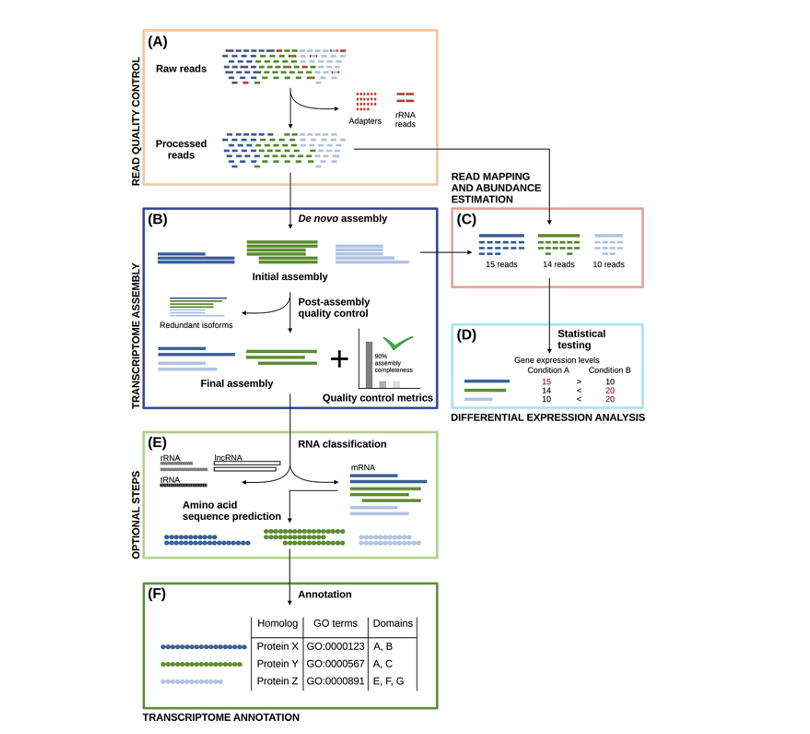 READ QUALITY CONTROL
(A)
Raw reads
Adapters
rRNA
reads
Processed
reads
TRANSCRIPTOME ASSEMBLY
(B)
De novo assembly
Initial assembly
Post-assembly
quality control
Redundant isoforms
90%
assembly
completeness
Final assembly
Quality control metrics
READ MAPPING
AND ABUNDANCE
ESTIMATION
(C)
15 reads
14 reads
10 reads
(D)
Statistical
testing
Gene expression levels
Condition A
Condition B
15 > 10
14 < 20
10 < 20
DIFFERENTIAL EXPRESSION ANALYSIS
OPTIONAL STEPS
(E)
RNA classification
rRNA
lncRNA
tRNA
mRNA
Amino acid
sequence prediction
(F)
Annotation
Homolog GO terms Domains
Protein X GO:0000123 A, B
Protein Y GO:0000567 A, C
Protein Z GO:0000891 E, F, G
TRANSCRIPTOME ANNOTATION